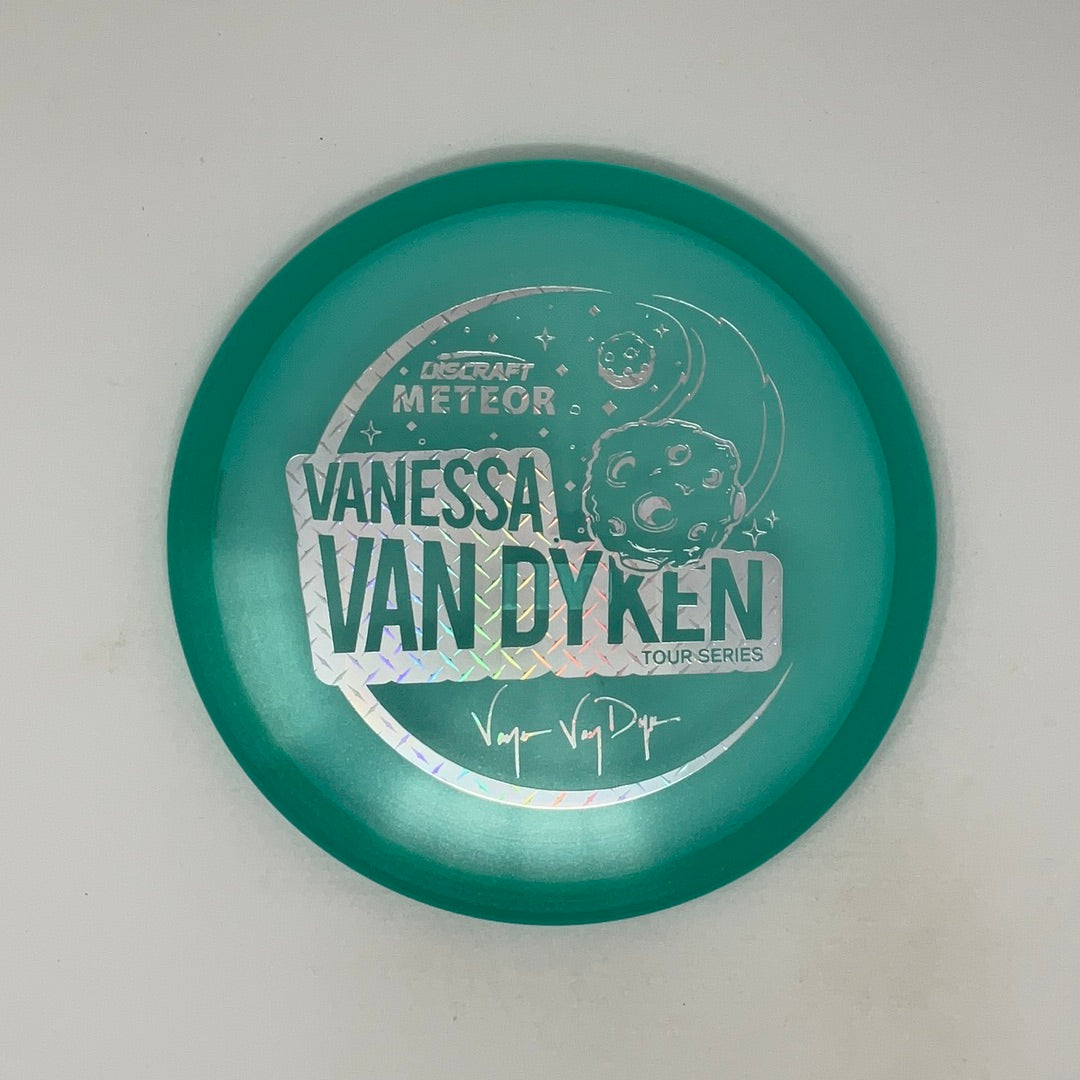 DISCRAFT
METEOR
VANESSA
VAN DYKEN
TOUR SERIES